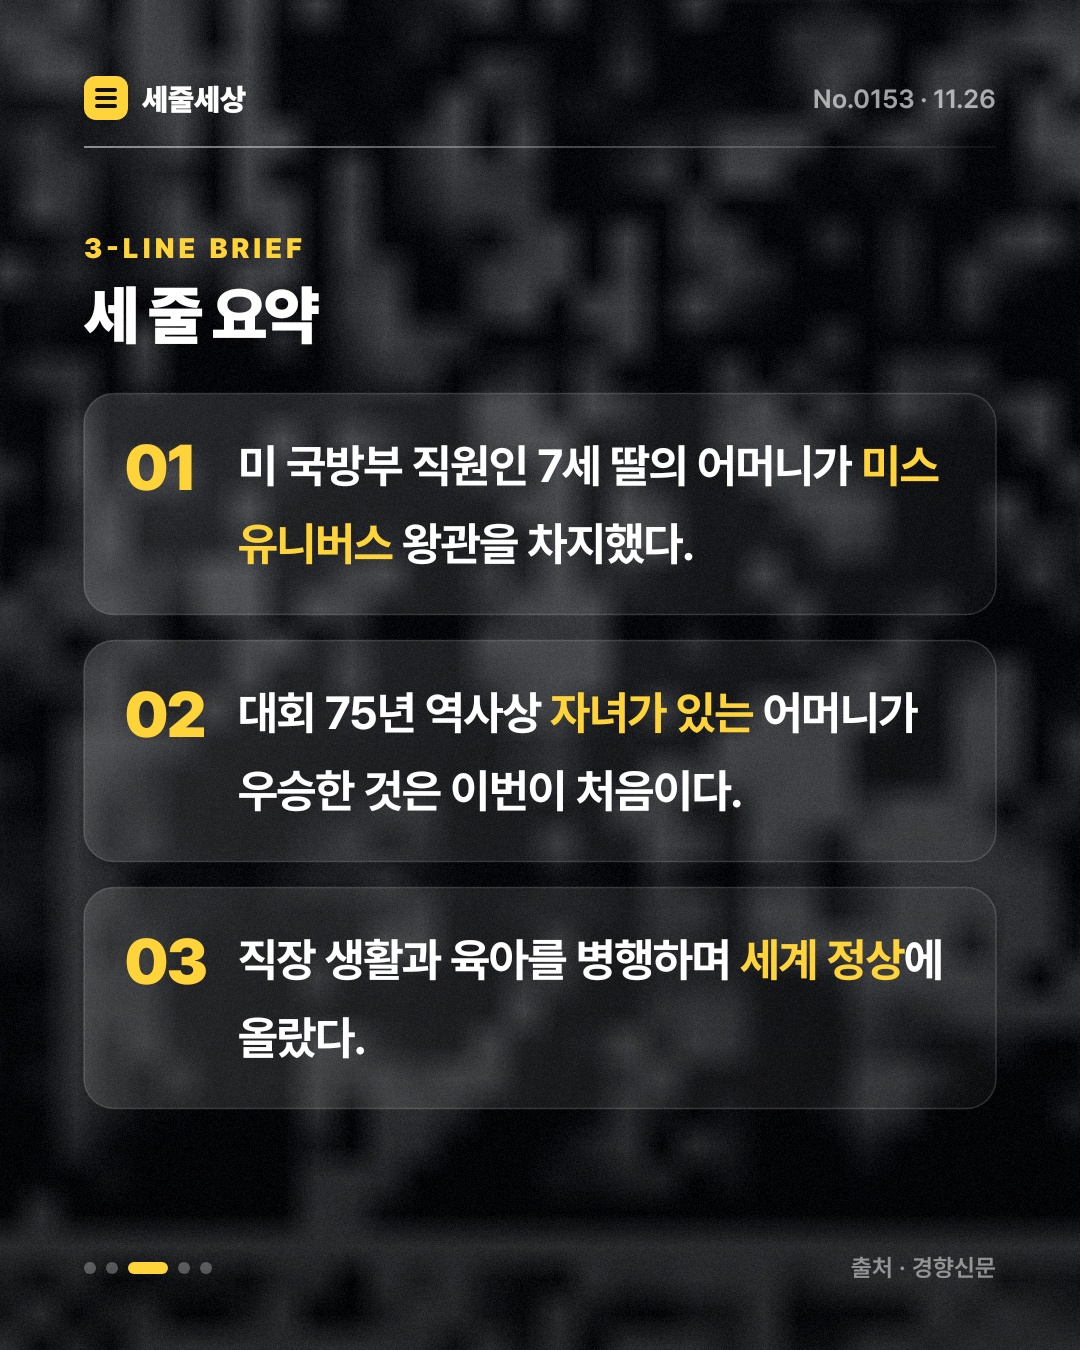 세줄세상
No.0153 · 11.26
3-LINE BRIEF
세 줄 요약
01
미 국방부 직원인 7세 딸의 어머니가 미스
유니버스 왕관을 차지했다.
02
대회 75년 역사상 자녀가 있는 어머니가
우승한 것은 이번이 처음이다.
03
직장 생활과 육아를 병행하며 세계 정상에
올랐다.
출처 · 경향신문